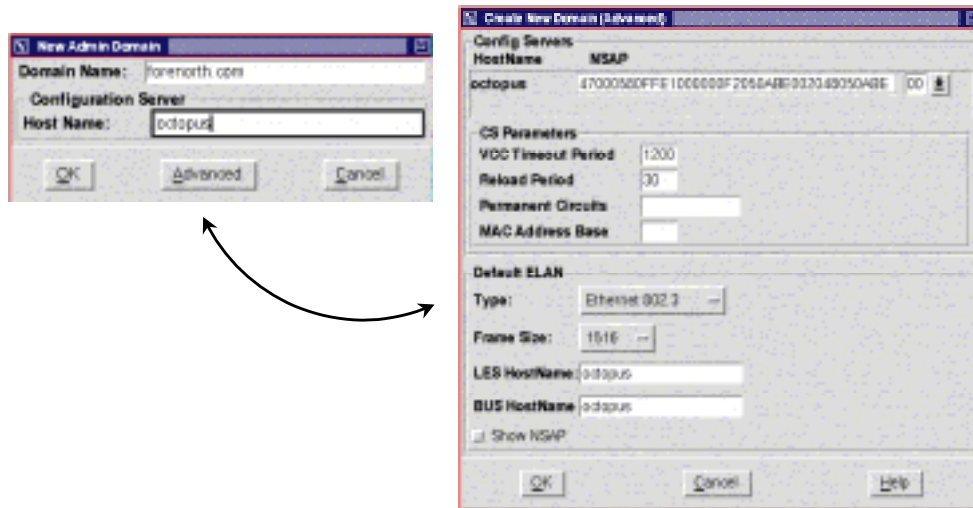 New Admin Domain
Domain Name: forenorth.com
Configuration Server
Host Name: octopus
OK Advanced Cancel
Create New Domain (Advanced)
Config Servers
HostName NSAP
octopus 00
CS Parameters
VCC Timeout Period 1200
Reload Period 30
Permanent Circuits
MAC Address Base
Default ELAN
Type: Ethernet 802.3
Frame Size: 1516
LES HostName: octopus
BUS HostName octopus
Show NSAP
OK Cancel Help